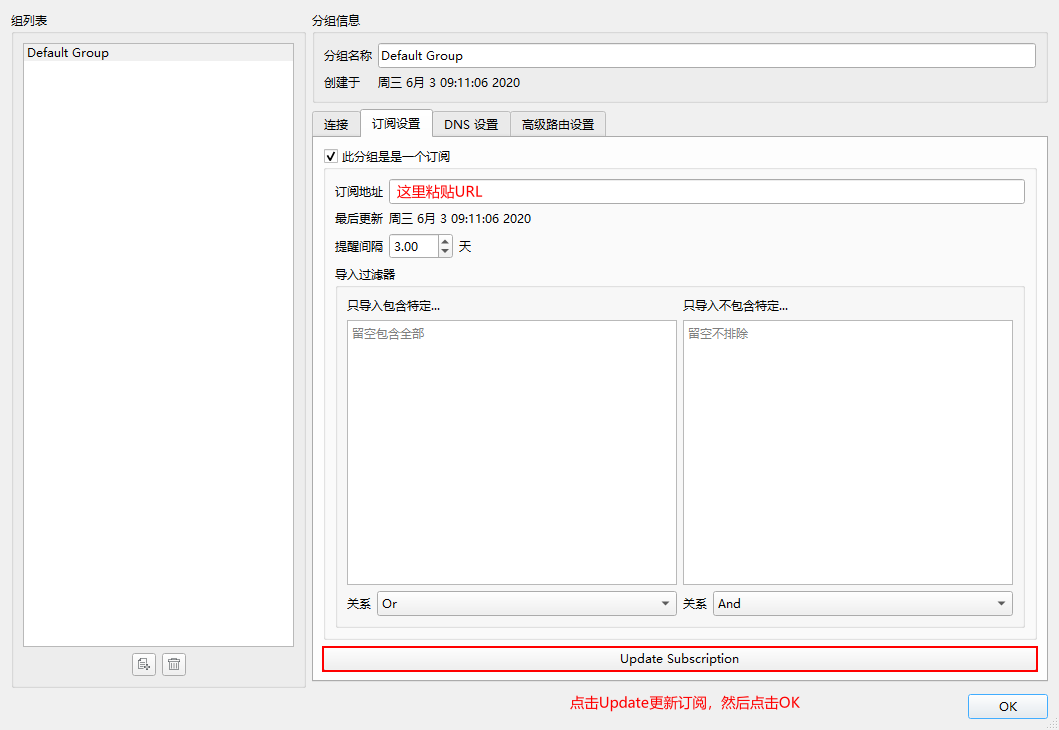 组列表
Default Group
分组信息
分组名称 Default Group
创建于 周三 6月 3 09:11:06 2020
连接 订阅设置 DNS 设置 高级路由设置
此分组是是一个订阅
订阅地址 这里粘贴URL
最后更新 周三 6月 3 09:11:06 2020
提醒间隔 3.00 天
导入过滤器
只导入包含特定... 只导入不包含特定...
留空包含全部 留空不排除
关系 Or 关系 And
Update Subscription
点击Update更新订阅，然后点击OK
OK